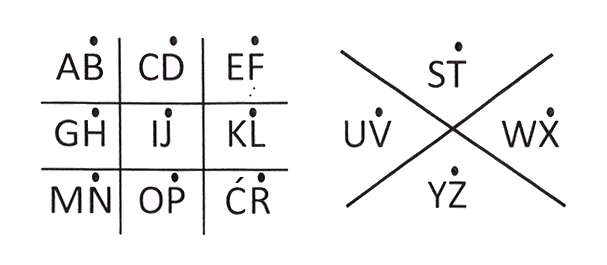 AB CD EF
GH IJ KL
MN OP ĆR
ST
UV WX
YZ